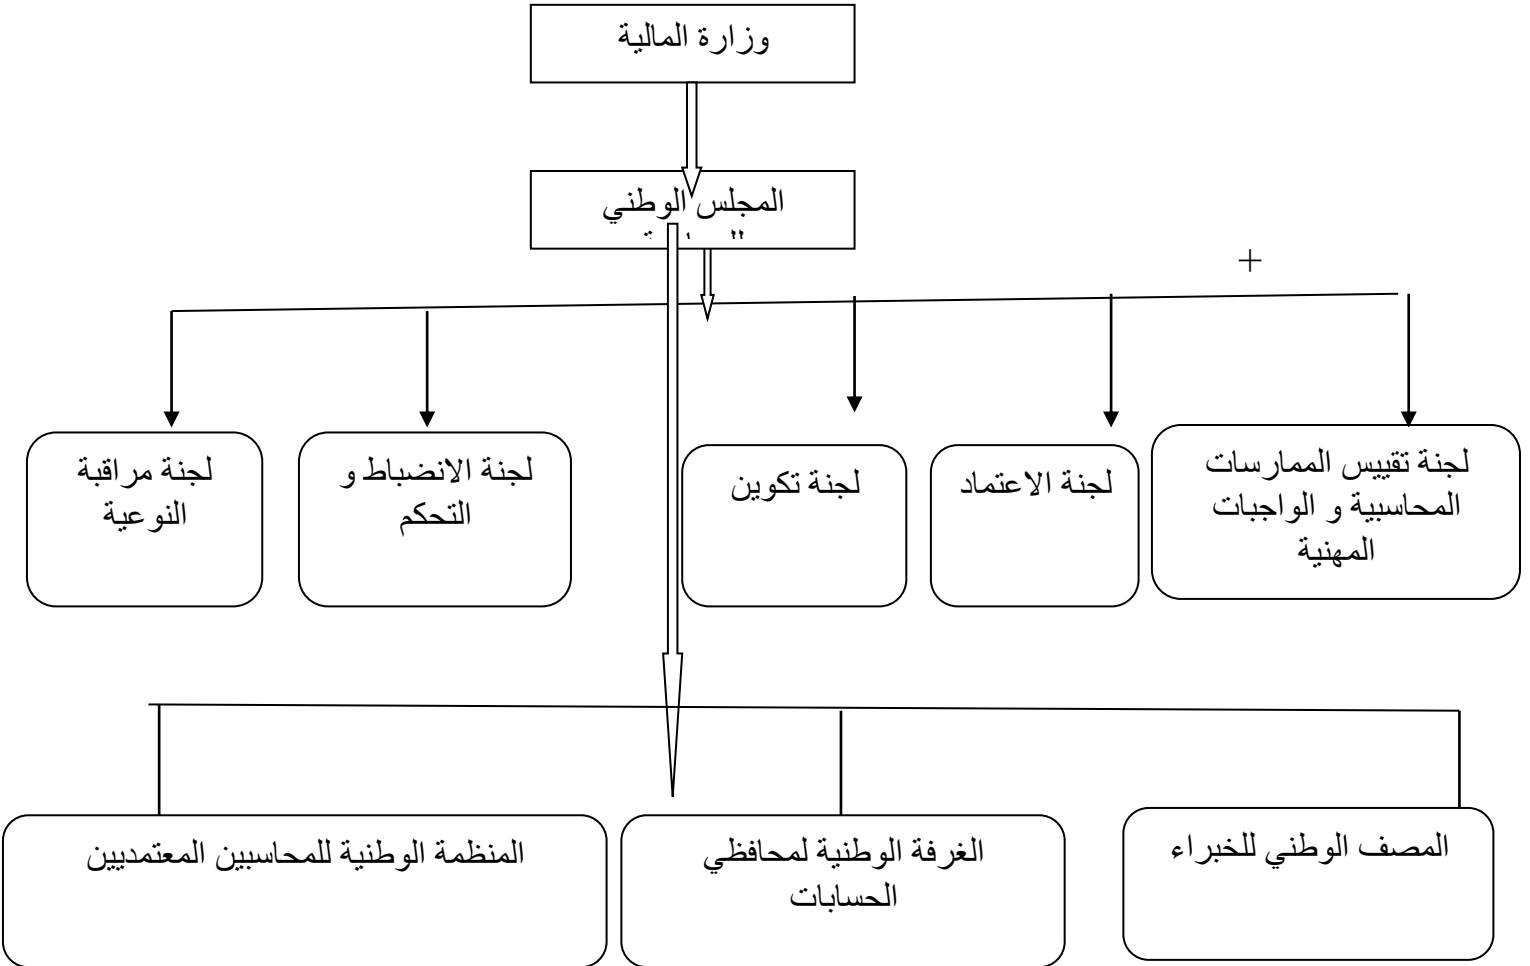 وزارة المالية
المجلس الوطني
+
لجنة تقييس الممارسات
المحاسبية و الواجبات
المهنية
لجنة الاعتماد
لجنة تكوين
لجنة الانضباط و
التحكم
لجنة مراقبة
النوعية
المصف الوطني للخبراء
الغرفة الوطنية لمحافظي
الحسابات
المنظمة الوطنية للمحاسبين المعتمديين